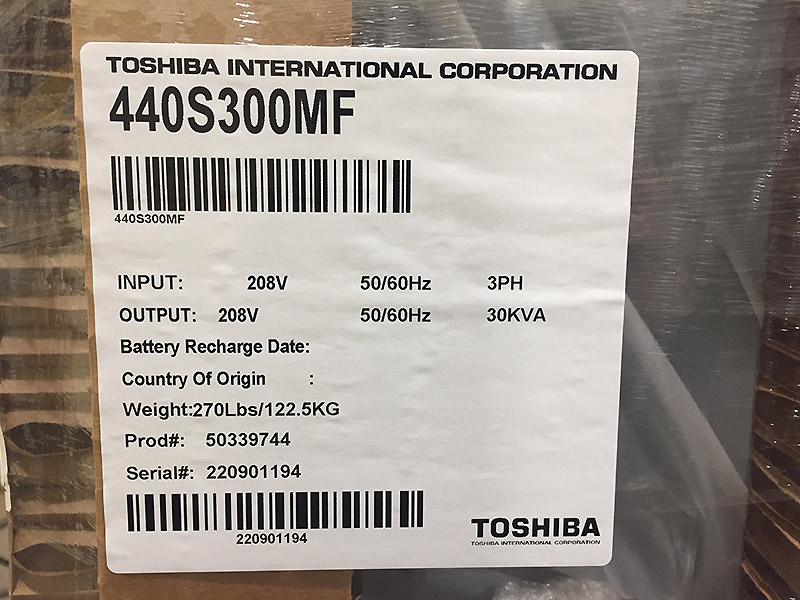 TOSHIBA INTERNATIONAL CORPORATION
440S300MF
440S300MF
INPUT: 208V 50/60Hz 3PH
OUTPUT: 208V 50/60Hz 30KVA
Battery Recharge Date:
Country Of Origin :
Weight:270Lbs/122.5KG
Prod#: 50339744
Serial#: 220901194
220901194
TOSHIBA
TOSHIBA INTERNATIONAL CORPORATION